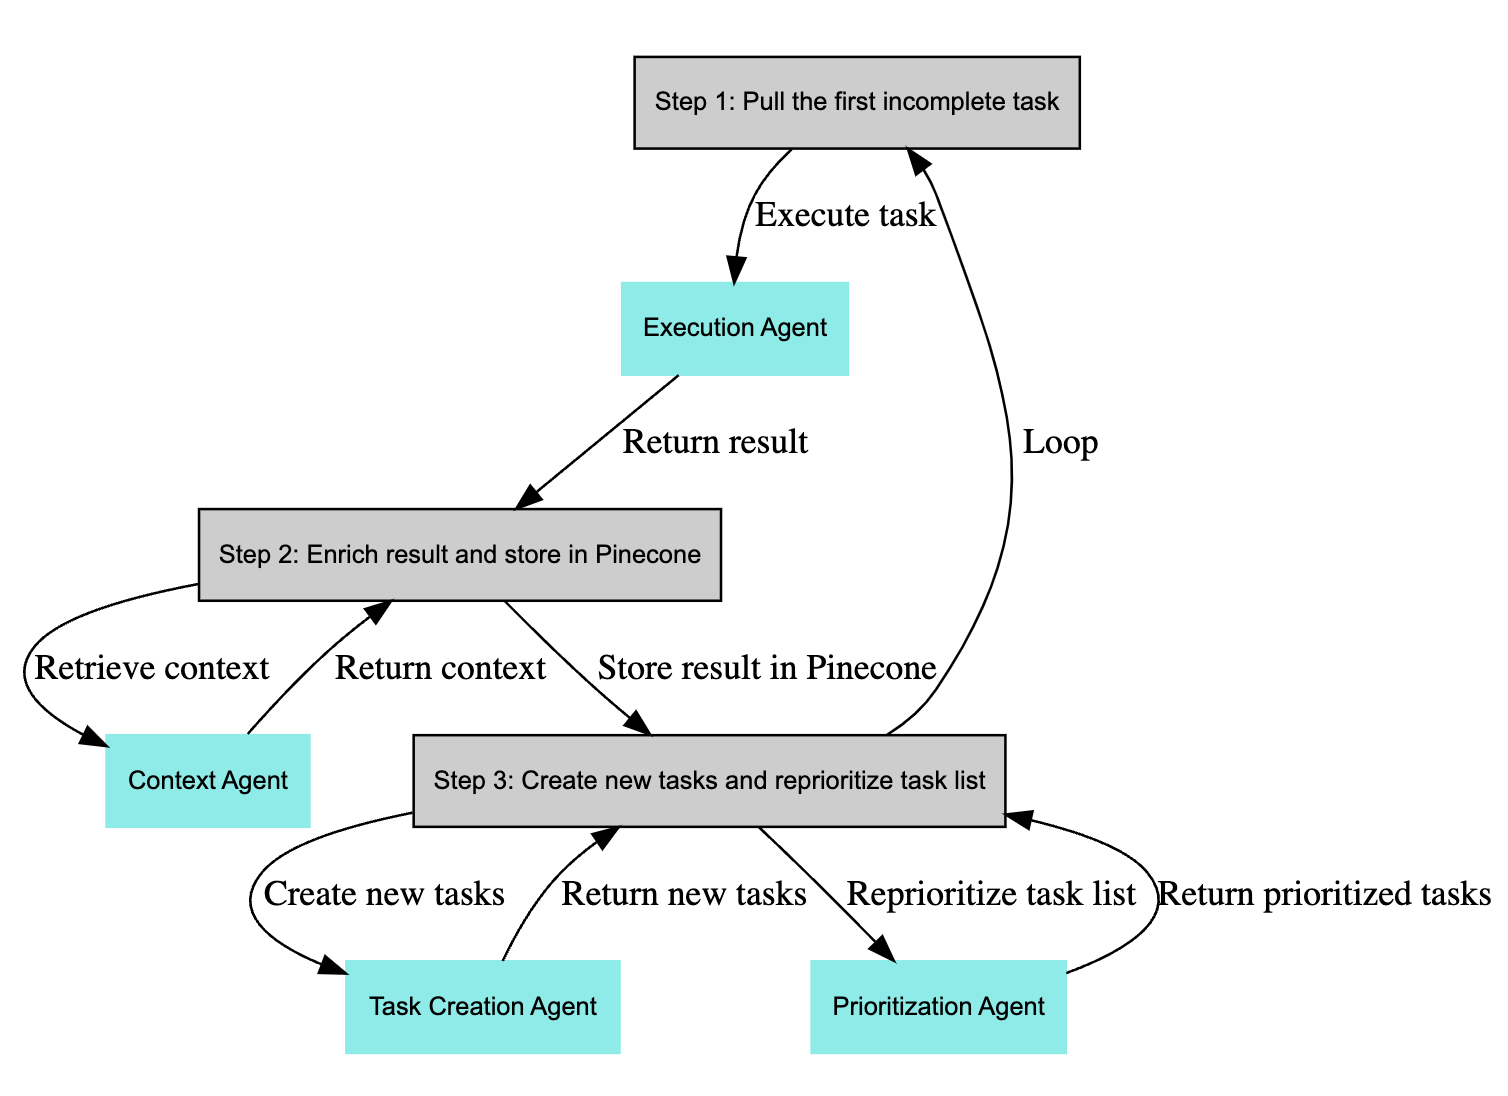 Step 1: Pull the first incomplete task
Execute task
Execution Agent
Return result
Loop
Step 2: Enrich result and store in Pinecone
Retrieve context
Return context
Store result in Pinecone
Context Agent
Step 3: Create new tasks and reprioritize task list
Create new tasks
Return new tasks
Reprioritize task list
Return prioritized tasks
Task Creation Agent
Prioritization Agent